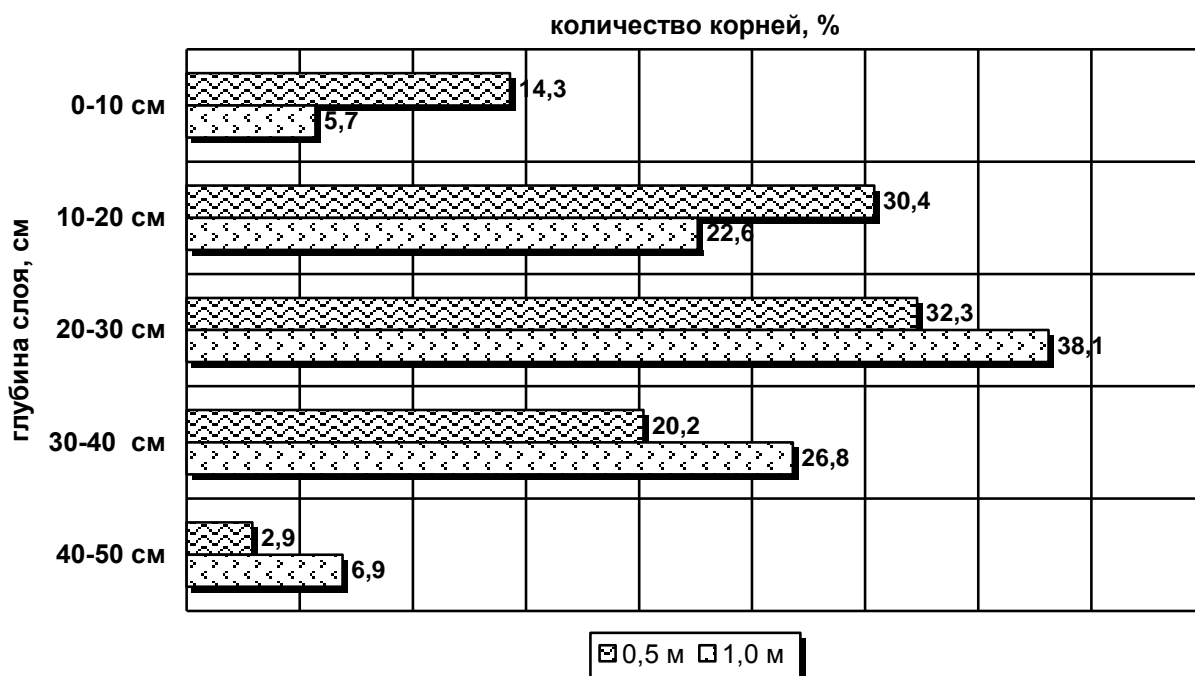 количество корней, %
глубина слоя, см
0-10 см
14,3
5,7
10-20 см
30,4
22,6
20-30 см
32,3
38,1
30-40 см
20,2
26,8
40-50 см
2,9
6,9
0,5 м 1,0 м